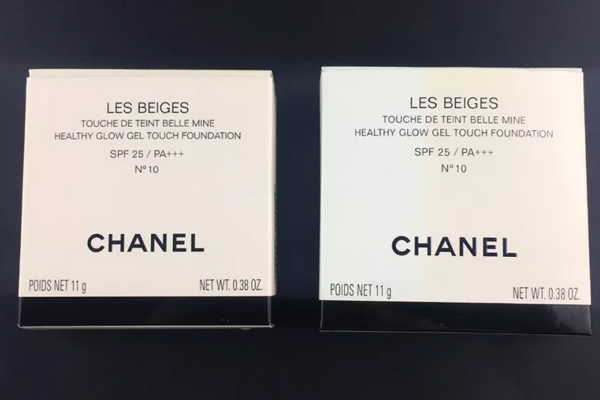 LES BEIGES
TOUCHE DE TEINT BELLE MINE
HEALTHY GLOW GEL TOUCH FOUNDATION
SPF 25 / PA+++
N°10
CHANEL
POIDS NET 11 g NET WT. 0.38 OZ.
LES BEIGES
TOUCHE DE TEINT BELLE MINE
HEALTHY GLOW GEL TOUCH FOUNDATION
SPF 25 / PA+++
N°10
CHANEL
POIDS NET 11 g NET WT. 0.38 OZ.